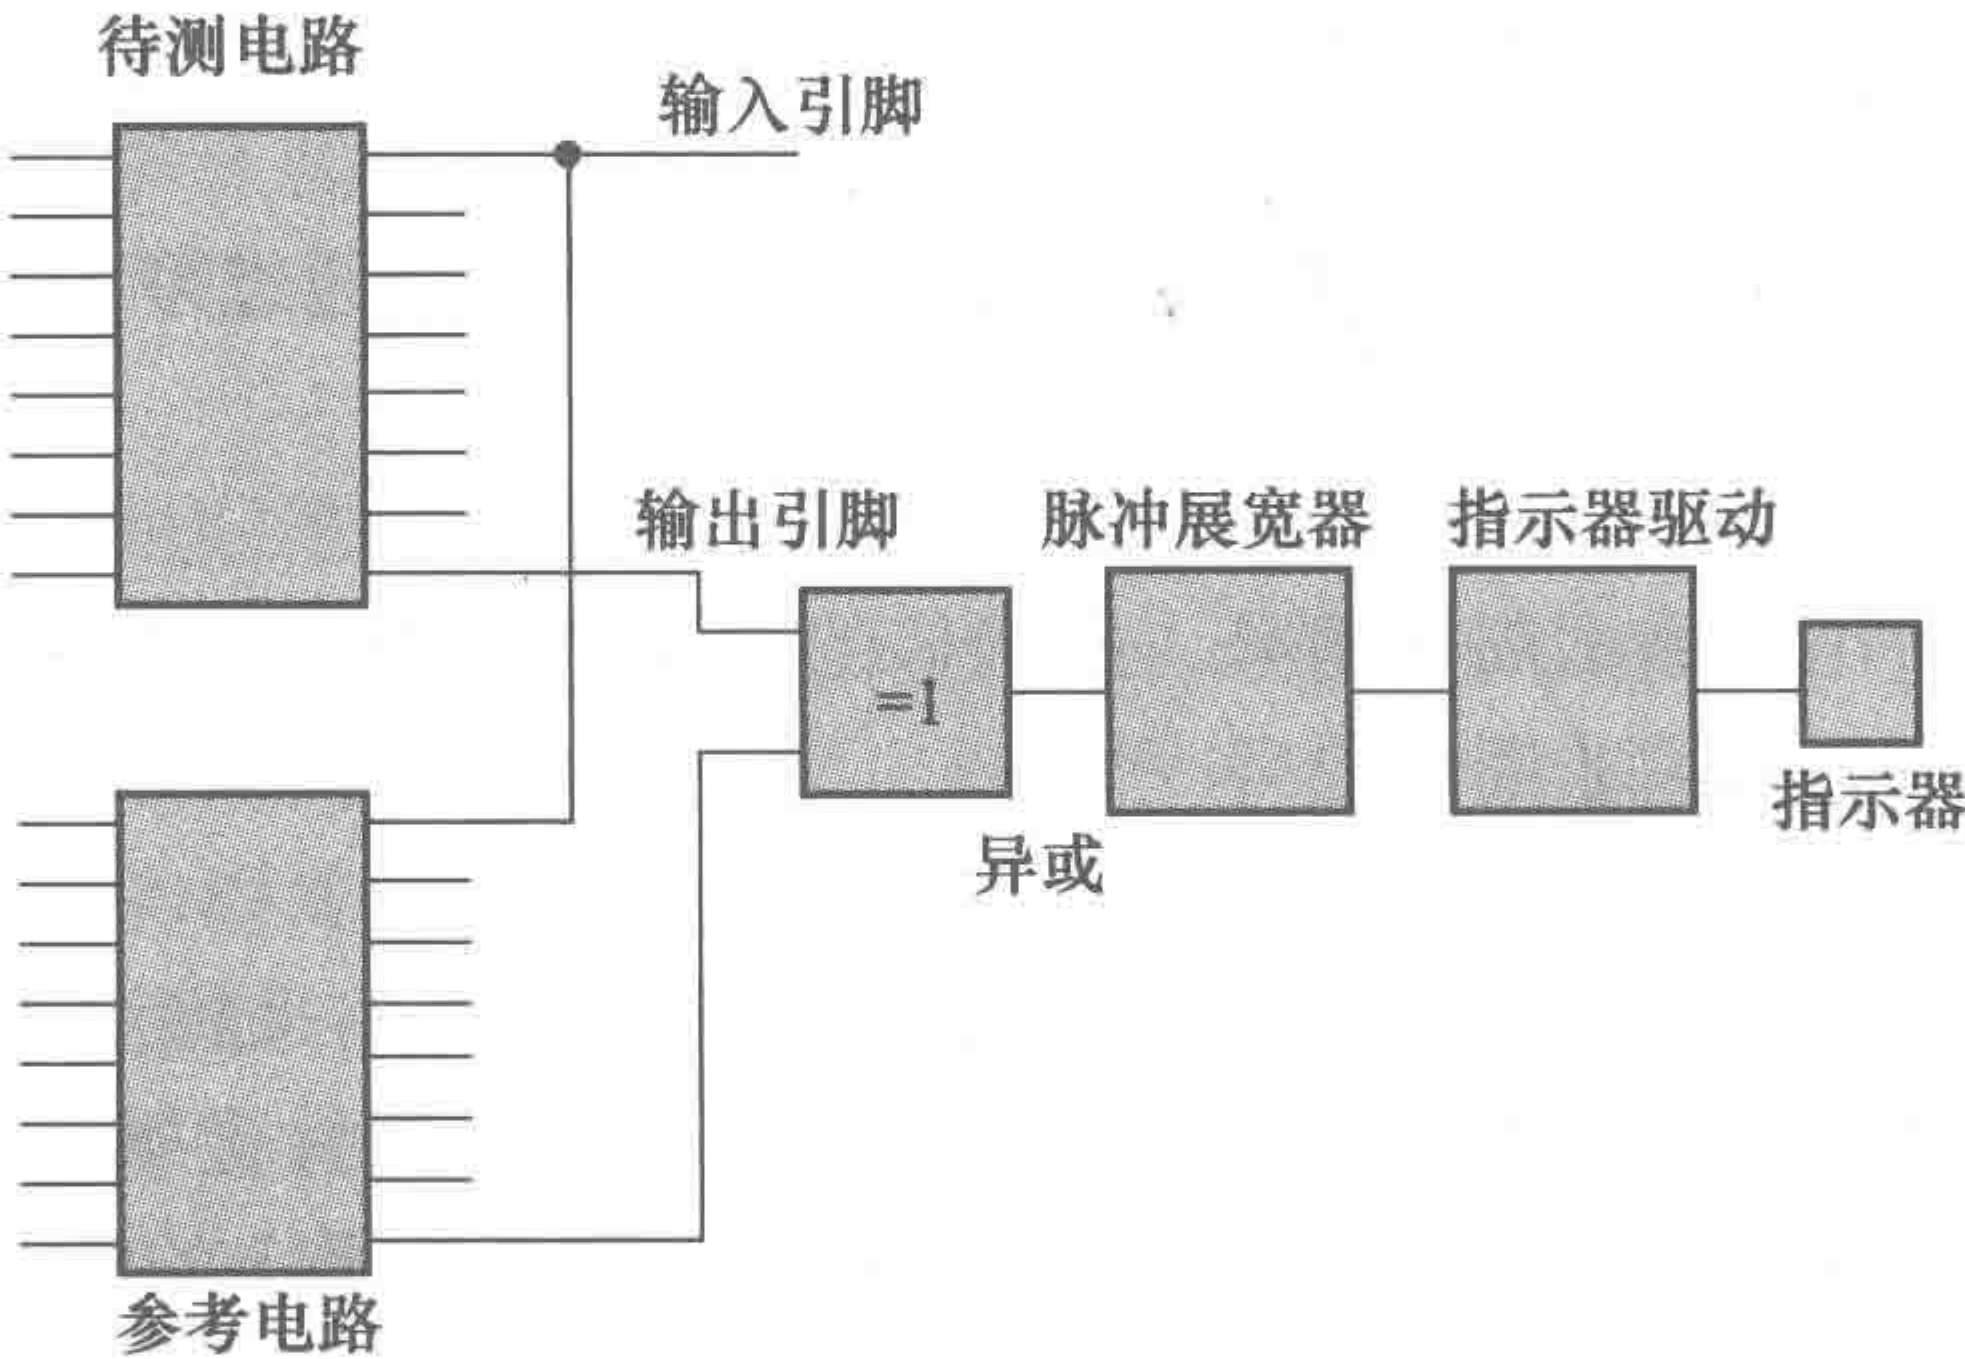 待测电路
输入引脚
输出引脚
脉冲展宽器
指示器驱动
=1
指示器
异或
参考电路